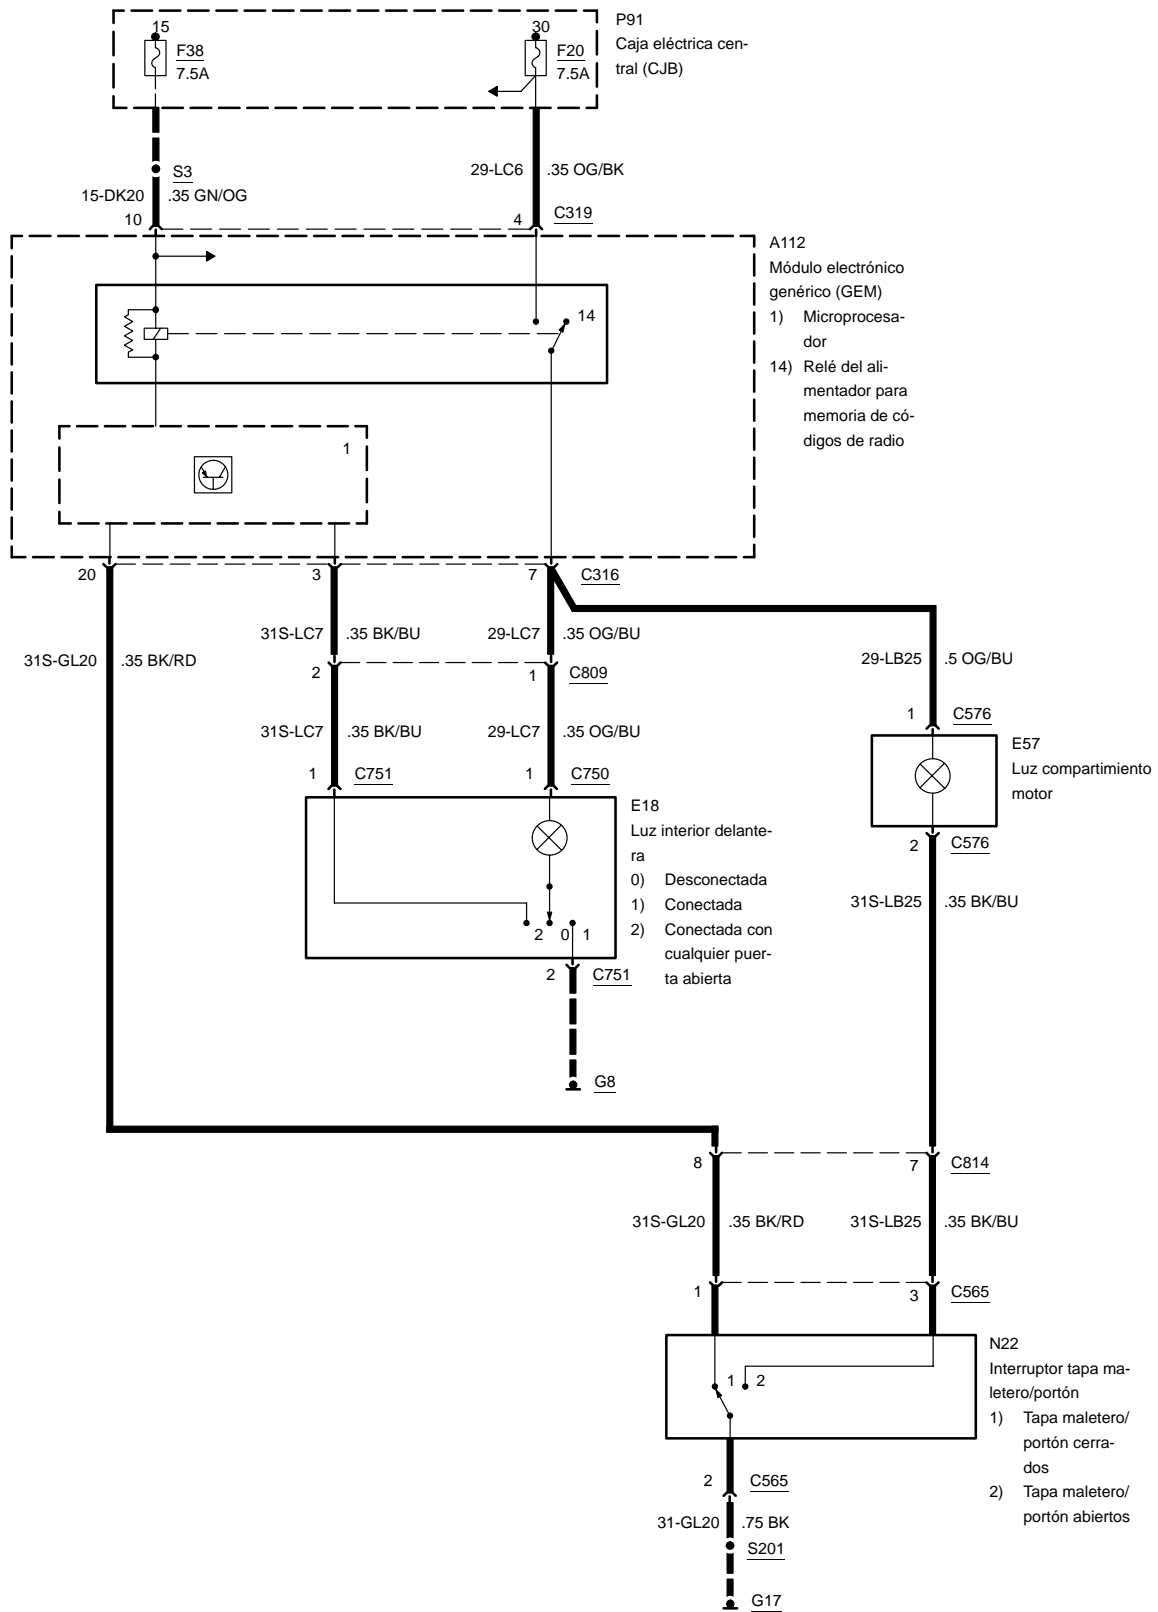 15
F38
7.5A
30
F20
7.5A
P91
Caja eléctrica cen-
tral (CJB)
S3
15-DK20 .35 GN/OG
29-LC6 .35 OG/BK
10
4
C319
A112
Módulo electrónico
genérico (GEM)
1) Microprocesa-
dor
14) Relé del ali-
mentador para
memoria de có-
digos de radio
14
1
20
3
7
C316
31S-LC7 .35 BK/BU
29-LC7 .35 OG/BU
31S-GL20 .35 BK/RD
29-LB25 .5 OG/BU
2
1
C809
31S-LC7 .35 BK/BU
29-LC7 .35 OG/BU
1
C576
1
C751
1
C750
E57
Luz compartimiento
motor
E18
Luz interior delante-
ra
0) Desconectada
1) Conectada
2) Conectada con
cualquier puer-
ta abierta
2
C576
31S-LB25 .35 BK/BU
2 0 1
2
C751
G8
8
7
C814
31S-GL20 .35 BK/RD
31S-LB25 .35 BK/BU
1
3
C565
N22
Interruptor tapa ma-
letero/portón
1) Tapa maletero/
portón cerra-
dos
2) Tapa maletero/
portón abiertos
1 2
2
C565
31-GL20 .75 BK
S201
G17